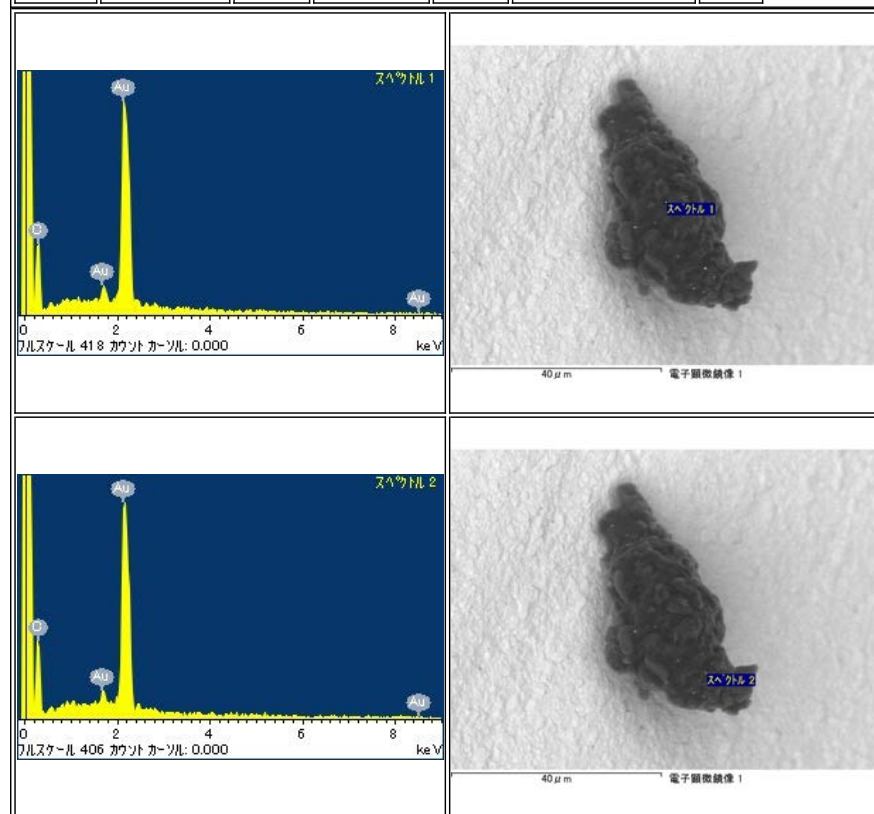 スペクトル 1
Au
C
Au
Au
0 2 4 6 8
フルスケール 418 カウント カーソル: 0.000 keV
スペクトル 1
40μm 電子顕微鏡像 1
スペクトル 2
Au
C
Au
Au
0 2 4 6 8
フルスケール 406 カウント カーソル: 0.000 keV
スペクトル 2
40μm 電子顕微鏡像 1